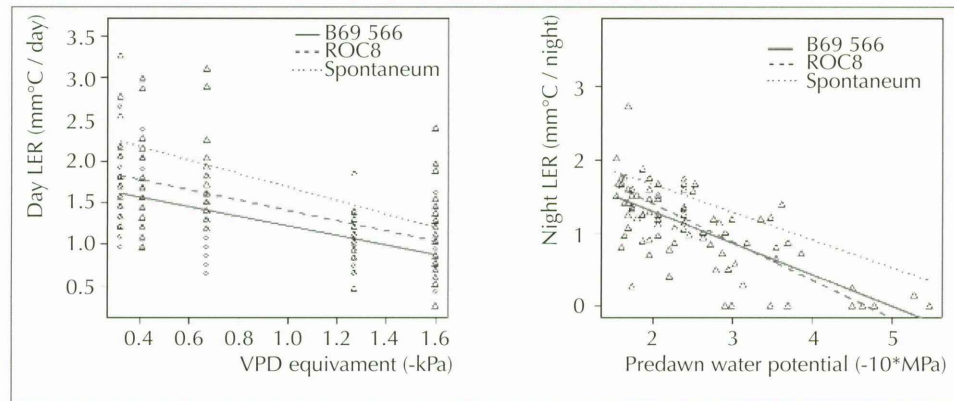 3.5
3.0
2.5
2.0
1.5
1.0
0.5
Day LER (mm°C / day)
B69 566
ROC8
Spontaneum
0.4 0.6 0.8 1.0 1.2 1.4 1.6
VPD equivament (-kPa)
3
2
1
0
Night LER (mm°C / night)
B69 566
ROC8
Spontaneum
2 3 4 5
Predawn water potential (-10*MPa)